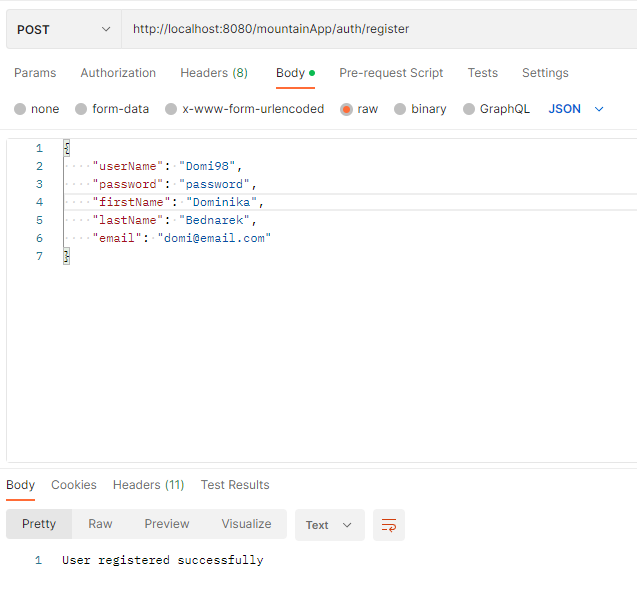 POST http://localhost:8080/mountainApp/auth/register
Params Authorization Headers (8) Body Pre-request Script Tests Settings
none form-data x-www-form-urlencoded raw binary GraphQL JSON
1 {
2 "userName": "Domi98",
3 "password": "password",
4 "firstName": "Dominika",
5 "lastName": "Bednarek",
6 "email": "domi@email.com"
7 }
Body Cookies Headers (11) Test Results
Pretty Raw Preview Visualize Text
1 User registered successfully